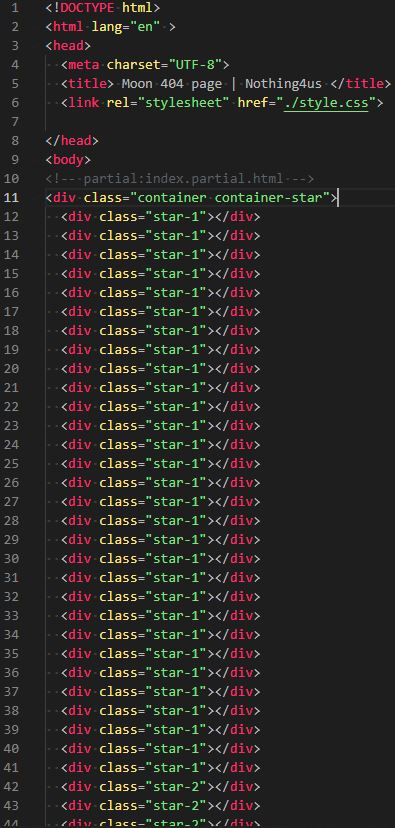 1 <!DOCTYPE html>
2 <html lang="en" >
3 <head>
4   <meta charset="UTF-8">
5   <title> Moon 404 page | Nothing4us </title>
6   <link rel="stylesheet" href="./style.css">
7
8 </head>
9 <body>
10 <!-- partial:index.partial.html -->
11 <div class="container container-star">
12   <div class="star-1"></div>
13   <div class="star-1"></div>
14   <div class="star-1"></div>
15   <div class="star-1"></div>
16   <div class="star-1"></div>
17   <div class="star-1"></div>
18   <div class="star-1"></div>
19   <div class="star-1"></div>
20   <div class="star-1"></div>
21   <div class="star-1"></div>
22   <div class="star-1"></div>
23   <div class="star-1"></div>
24   <div class="star-1"></div>
25   <div class="star-1"></div>
26   <div class="star-1"></div>
27   <div class="star-1"></div>
28   <div class="star-1"></div>
29   <div class="star-1"></div>
30   <div class="star-1"></div>
31   <div class="star-1"></div>
32   <div class="star-1"></div>
33   <div class="star-1"></div>
34   <div class="star-1"></div>
35   <div class="star-1"></div>
36   <div class="star-1"></div>
37   <div class="star-1"></div>
38   <div class="star-1"></div>
39   <div class="star-1"></div>
40   <div class="star-1"></div>
41   <div class="star-1"></div>
42   <div class="star-2"></div>
43   <div class="star-2"></div>
44   <div class="star-2"></div>